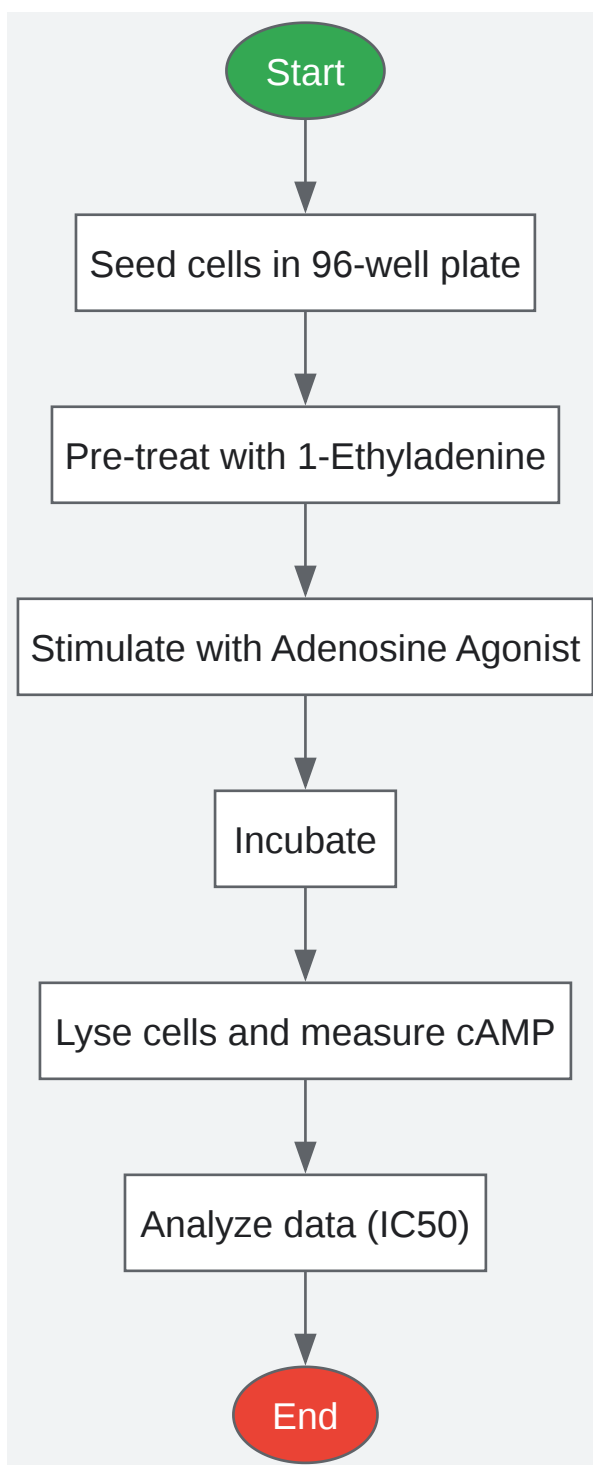 Start
Seed cells in 96-well plate
Pre-treat with 1-Ethyladenine
Stimulate with Adenosine Agonist
Incubate
Lyse cells and measure cAMP
Analyze data (IC50)
End